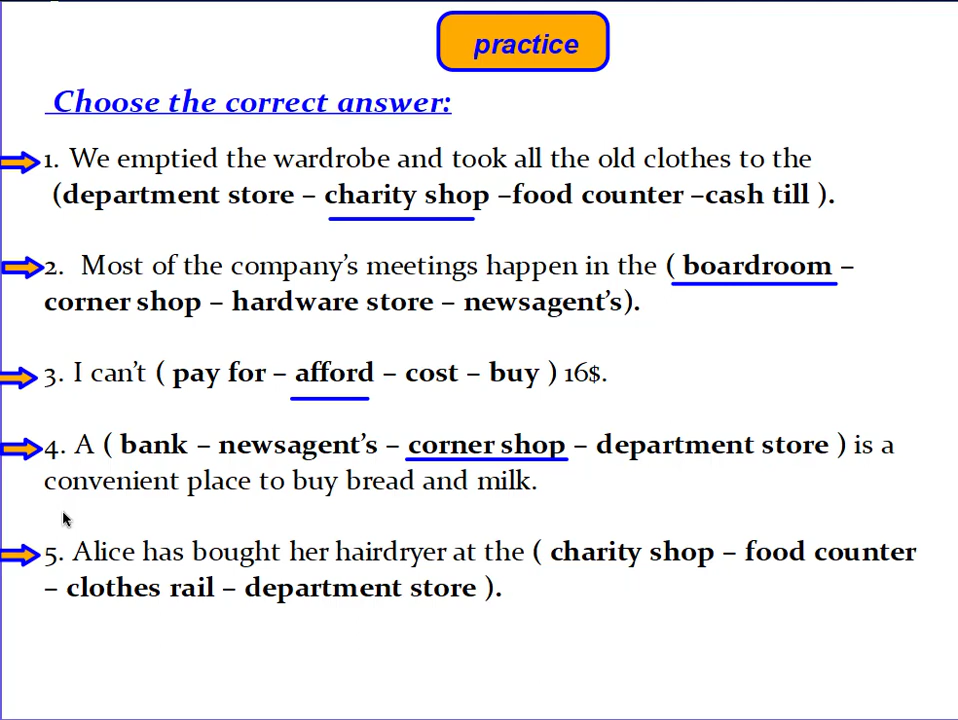 practice
Choose the correct answer:
1. We emptied the wardrobe and took all the old clothes to the
(department store – charity shop –food counter –cash till ).
2. Most of the company’s meetings happen in the ( boardroom –
corner shop – hardware store – newsagent’s).
3. I can’t ( pay for – afford – cost – buy ) 16$.
4. A ( bank – newsagent’s – corner shop – department store ) is a
convenient place to buy bread and milk.
5. Alice has bought her hairdryer at the ( charity shop – food counter
– clothes rail – department store ).